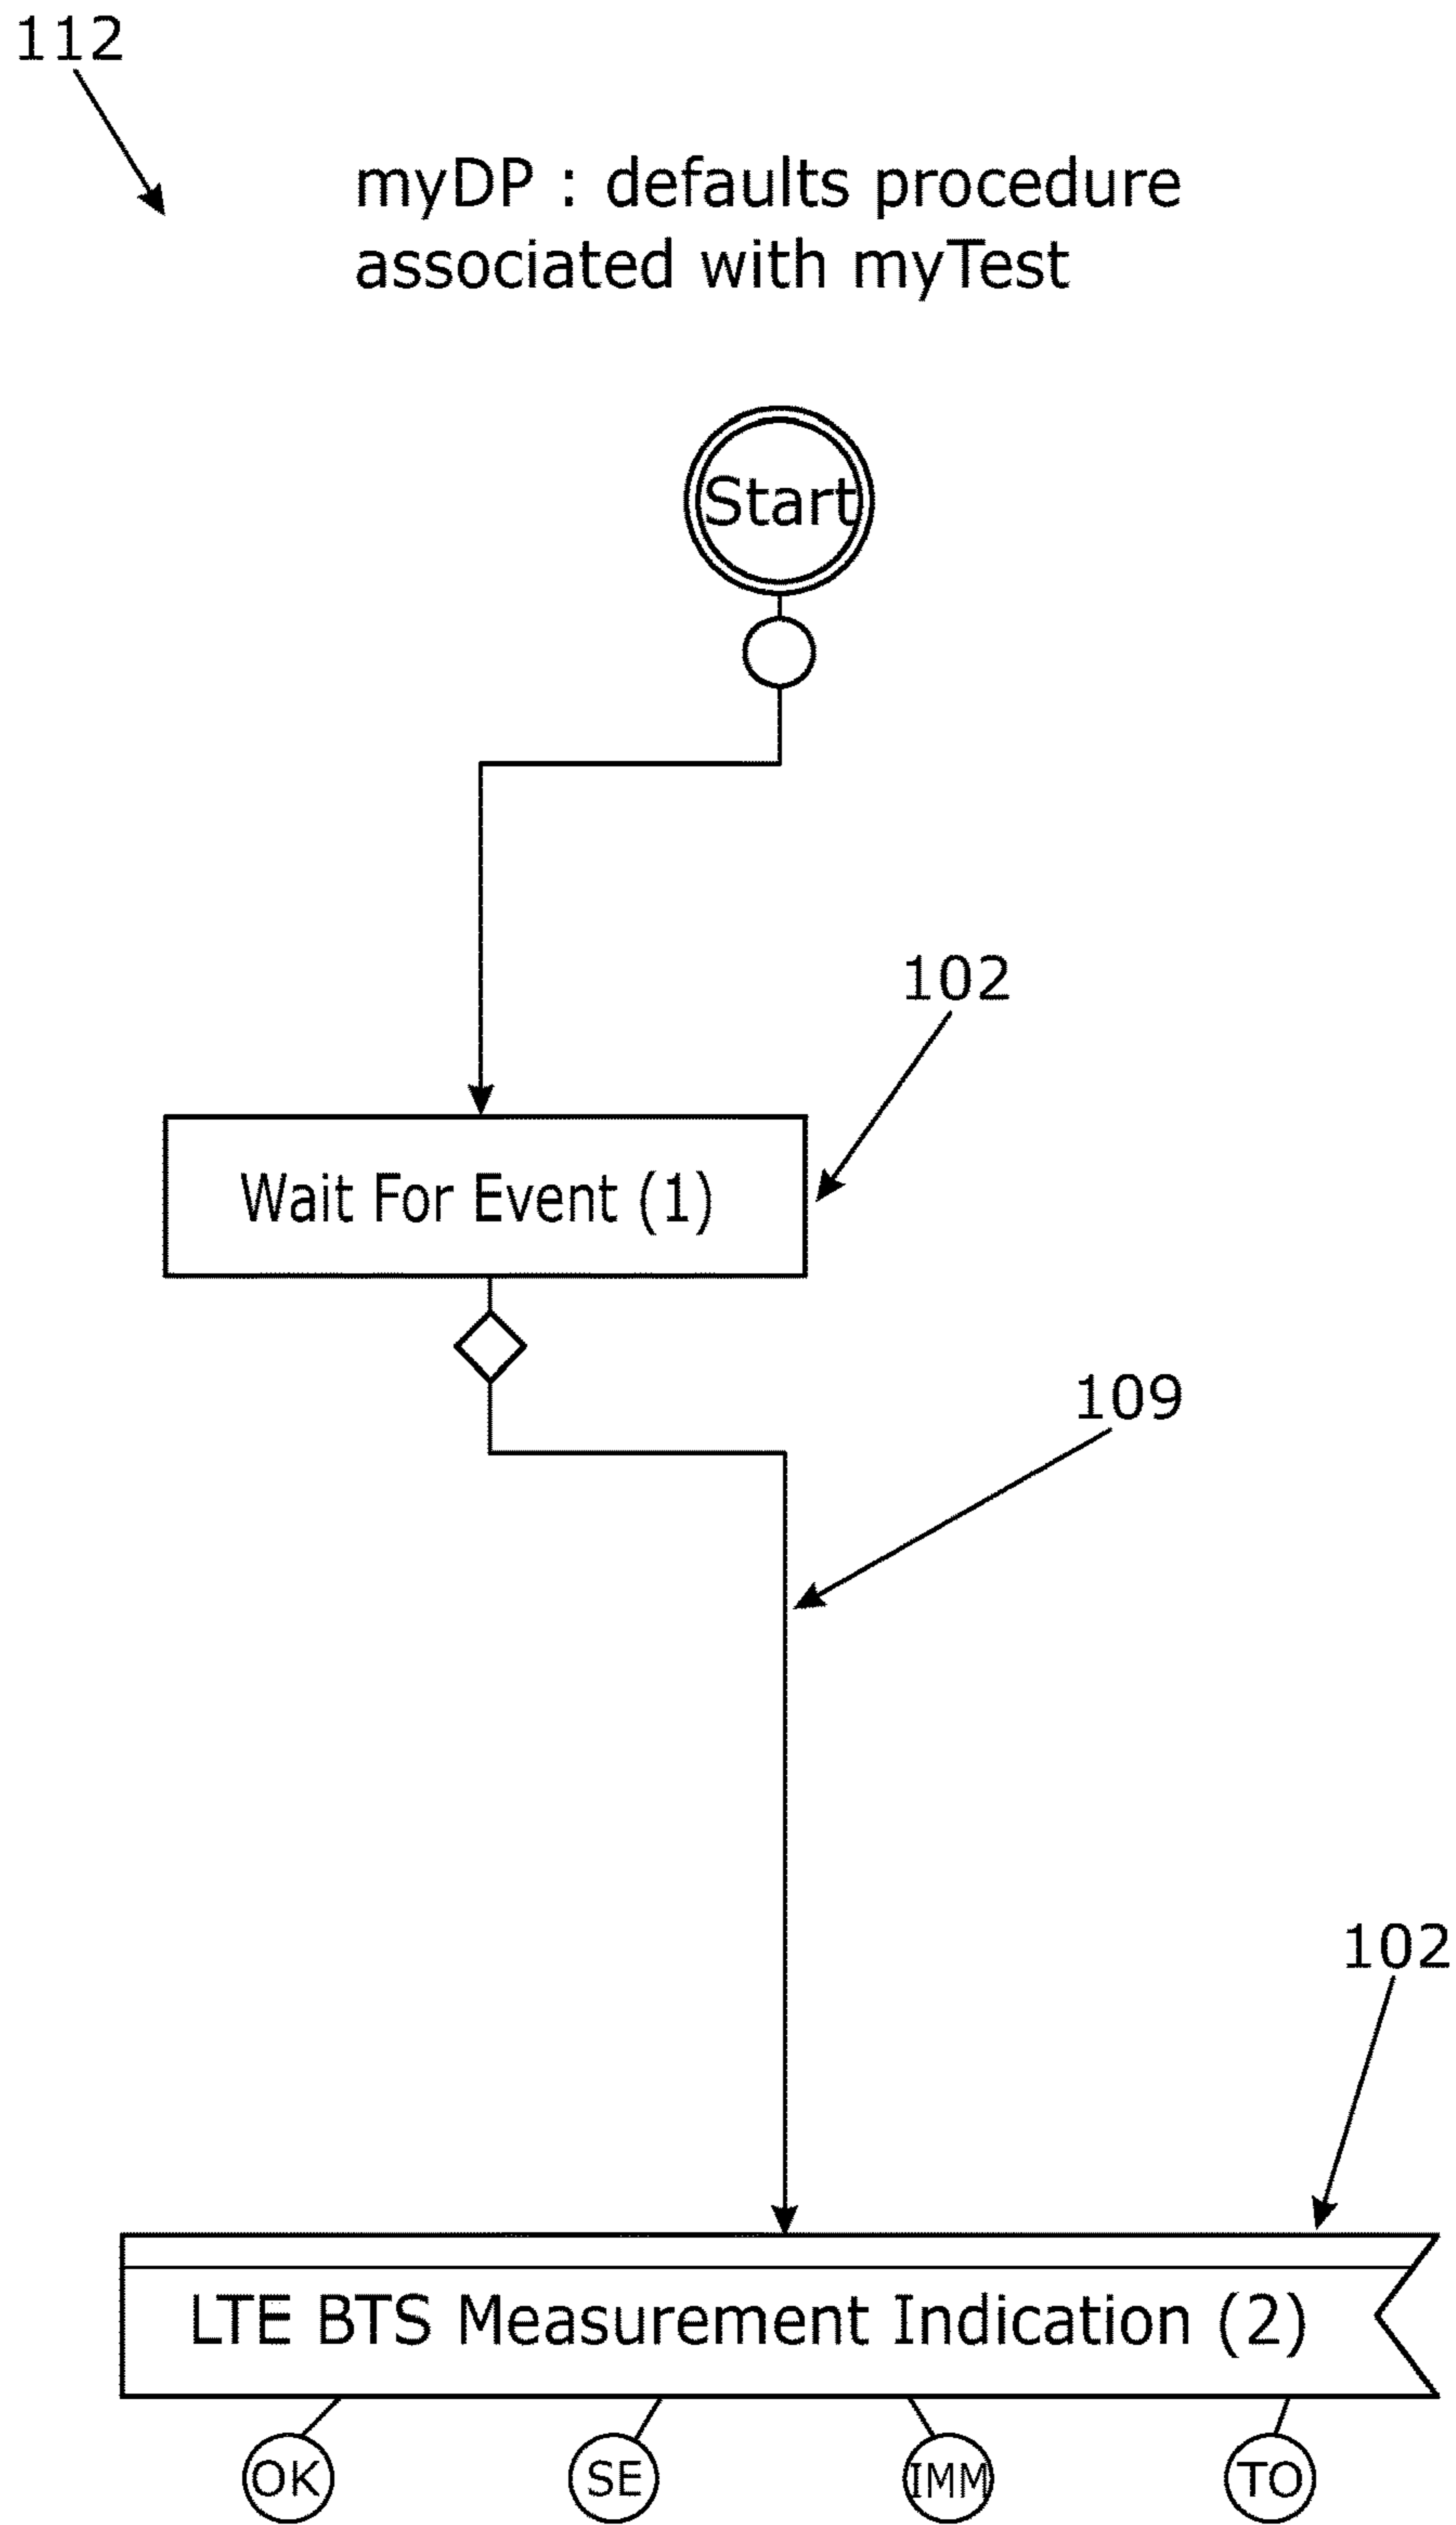 112
myDP : defaults procedure
associated with myTest
Start
102
Wait For Event (1)
109
102
LTE BTS Measurement Indication (2)
OK SE IMM TO